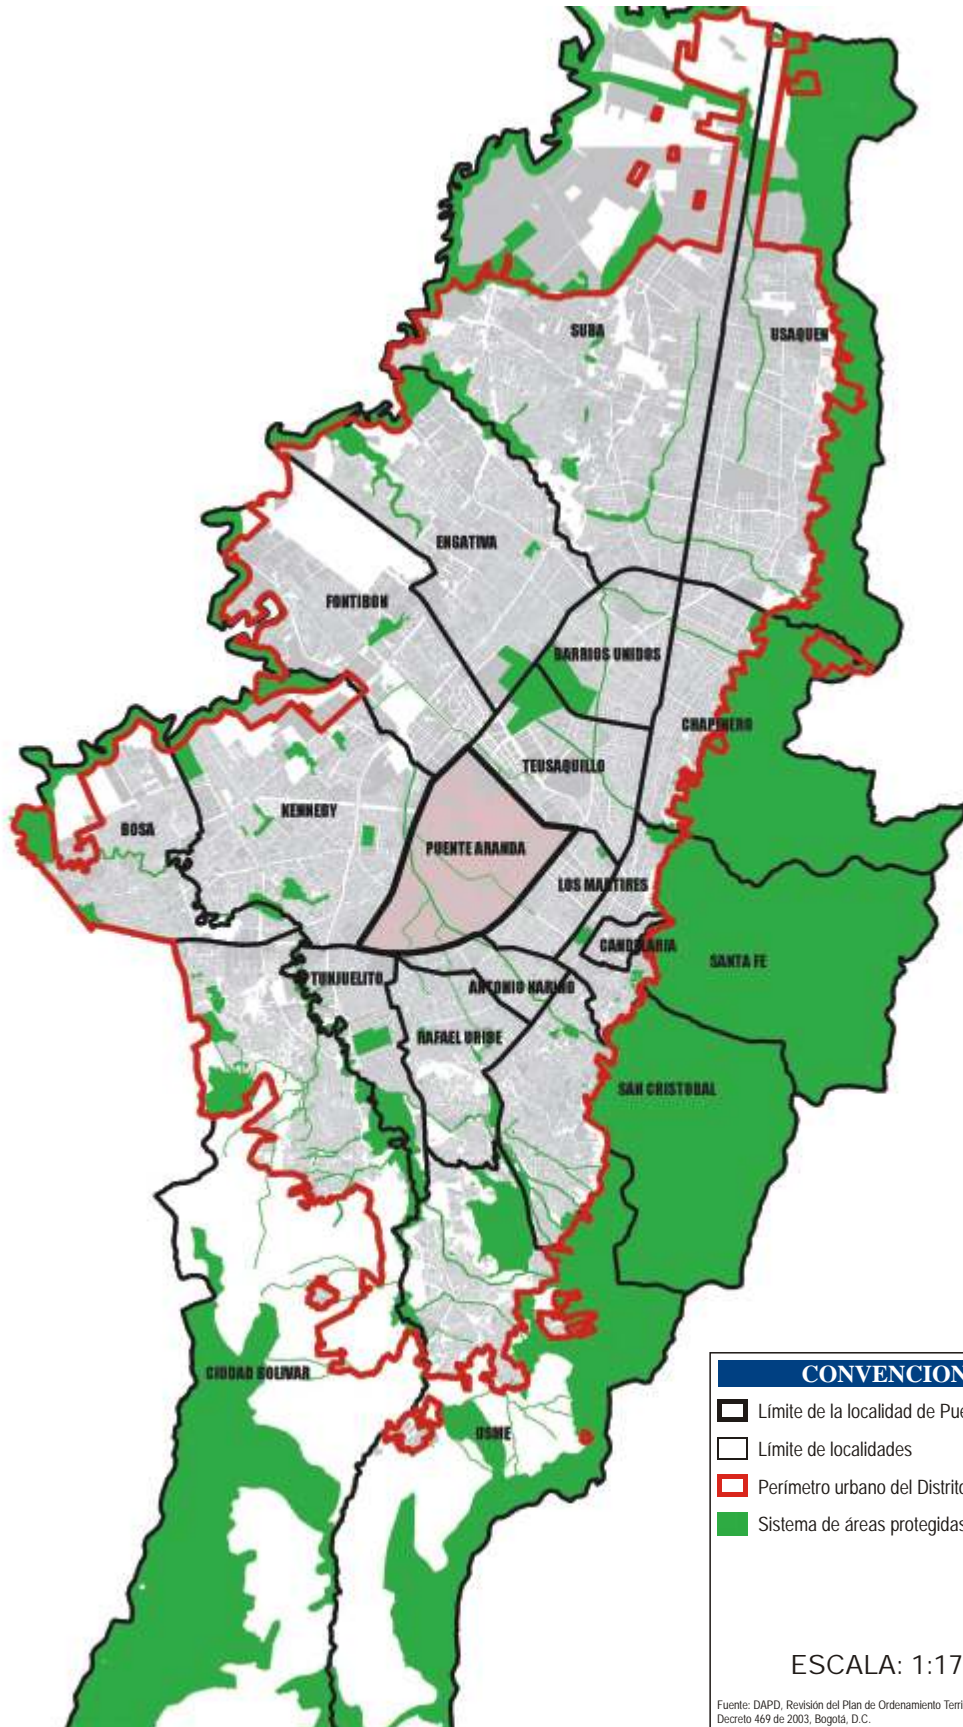 SUBA
USAQUEN
ENGATIVA
FONTIBON
BARRIOS UNIDOS
CHAPINERO
TEUSAQUILLO
KENNEDY
BOSA
PUENTE ARANDA
LOS MARTIRES
CANDELARIA
SANTA FE
TUNJUELITO
ANTONIO NARIÑO
RAFAEL URIBE
SAN CRISTOBAL
CIUDAD BOLIVAR
USME
CONVENCION
Límite de la localidad de Pue
Límite de localidades
Perímetro urbano del Distrito
Sistema de áreas protegidas
ESCALA: 1:17
Fuente: DAPD, Revisión del Plan de Ordenamiento Terri
Decreto 469 de 2003, Bogotá, D.C.